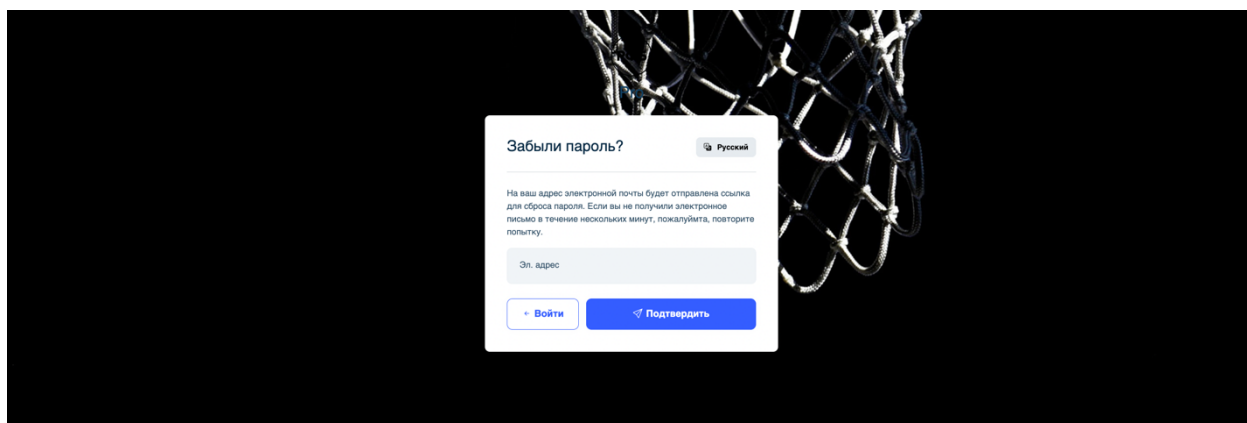 Забыли пароль?
Русский
На ваш адрес электронной почты будет отправлена ссылка
для сброса пароля. Если вы не получили электронное
письмо в течение нескольких минут, пожалуймта, повторите
попытку.
Эл. адрес
Войти
Подтвердить